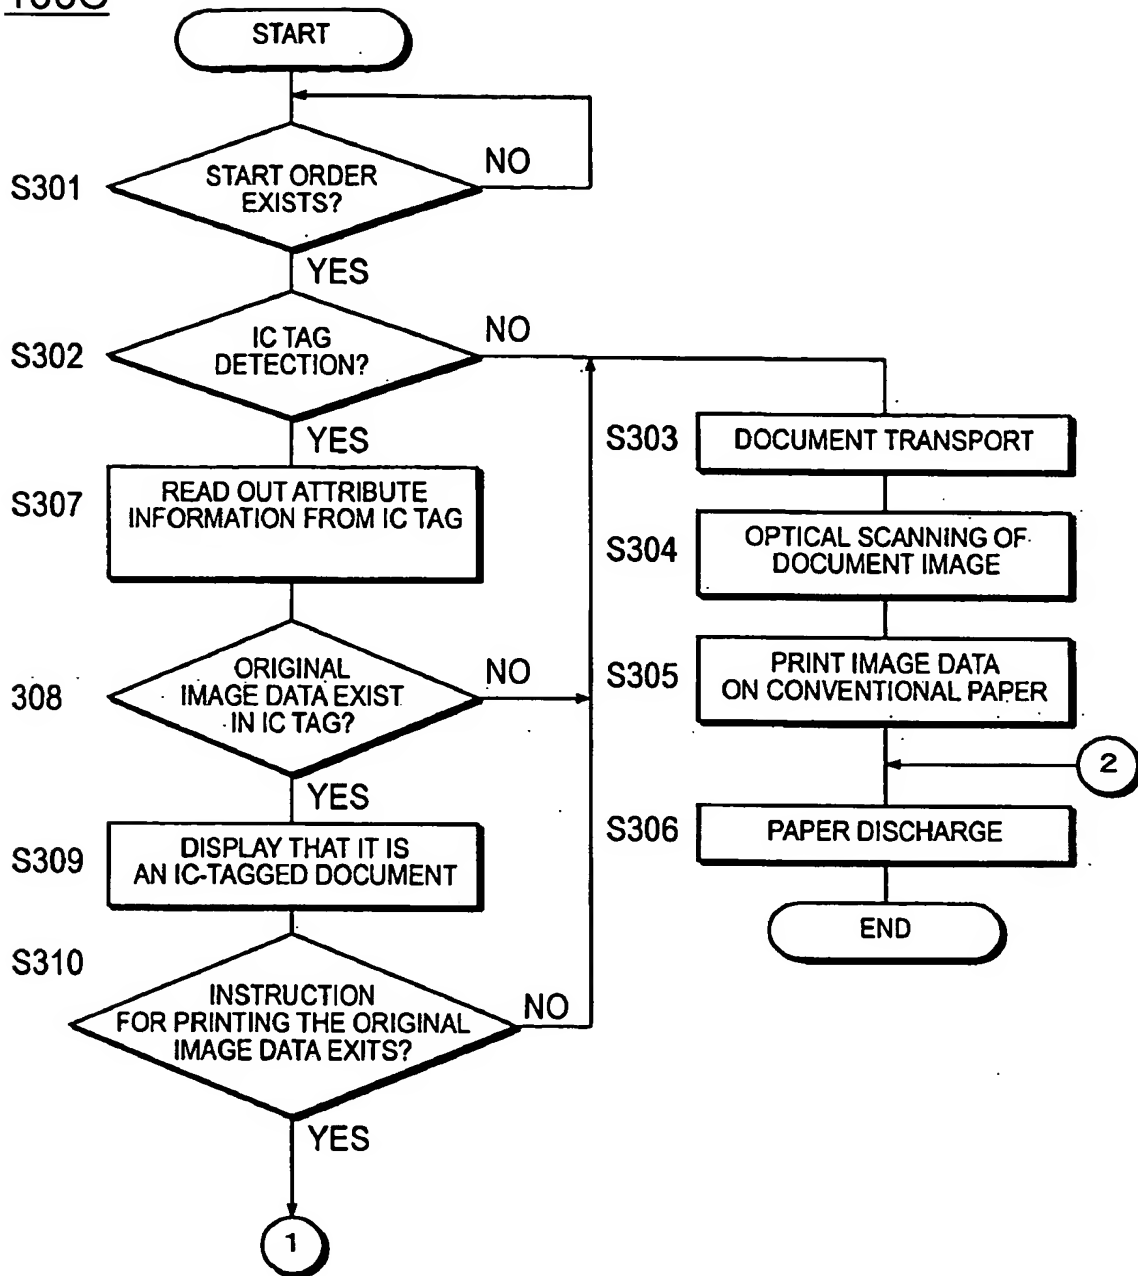 START
S301
START ORDER
EXISTS?
NO
YES
S302
IC TAG
DETECTION?
NO
YES
S307
READ OUT ATTRIBUTE
INFORMATION FROM IC TAG
308
ORIGINAL
IMAGE DATA EXIST
IN IC TAG?
NO
YES
S309
DISPLAY THAT IT IS
AN IC-TAGGED DOCUMENT
S310
INSTRUCTION
FOR PRINTING THE ORIGINAL
IMAGE DATA EXITS?
NO
YES
1
S303
DOCUMENT TRANSPORT
S304
OPTICAL SCANNING OF
DOCUMENT IMAGE
S305
PRINT IMAGE DATA
ON CONVENTIONAL PAPER
2
S306
PAPER DISCHARGE
END